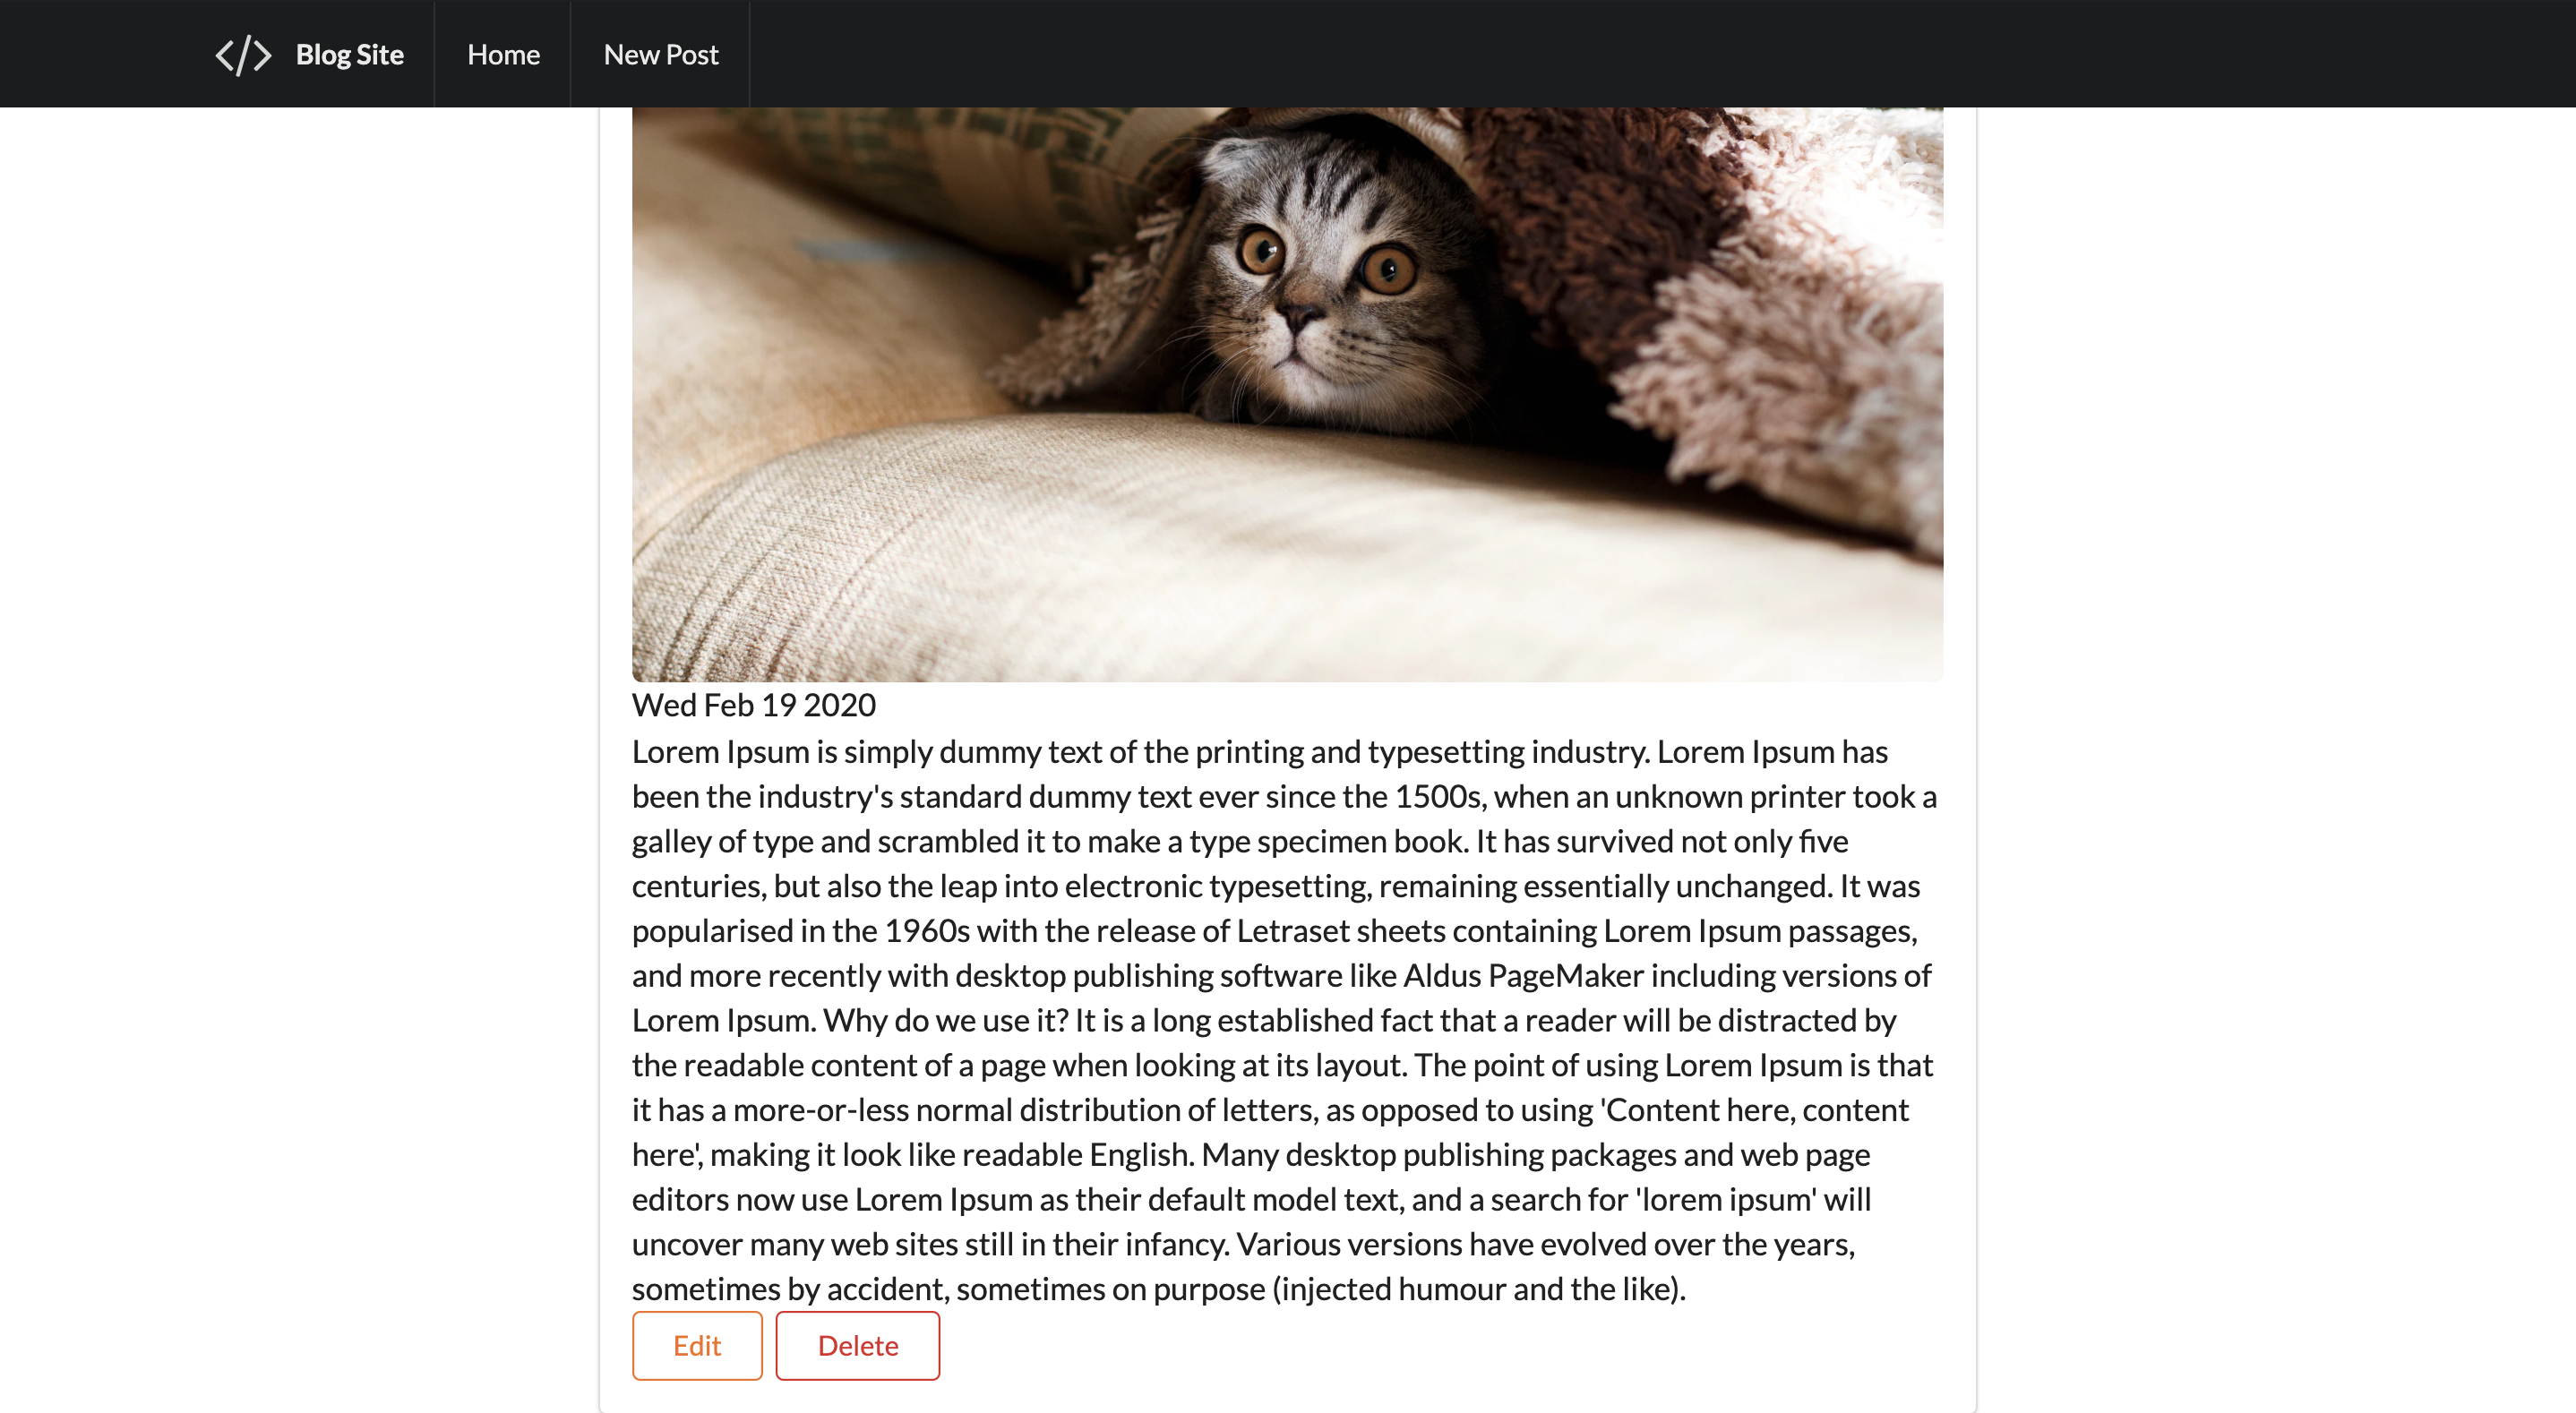 </> Blog Site Home New Post
Wed Feb 19 2020
Lorem Ipsum is simply dummy text of the printing and typesetting industry. Lorem Ipsum has
been the industry's standard dummy text ever since the 1500s, when an unknown printer took a
galley of type and scrambled it to make a type specimen book. It has survived not only five
centuries, but also the leap into electronic typesetting, remaining essentially unchanged. It was
popularised in the 1960s with the release of Letraset sheets containing Lorem Ipsum passages,
and more recently with desktop publishing software like Aldus PageMaker including versions of
Lorem Ipsum. Why do we use it? It is a long established fact that a reader will be distracted by
the readable content of a page when looking at its layout. The point of using Lorem Ipsum is that
it has a more-or-less normal distribution of letters, as opposed to using 'Content here, content
here', making it look like readable English. Many desktop publishing packages and web page
editors now use Lorem Ipsum as their default model text, and a search for 'lorem ipsum' will
uncover many web sites still in their infancy. Various versions have evolved over the years,
sometimes by accident, sometimes on purpose (injected humour and the like).
Edit Delete